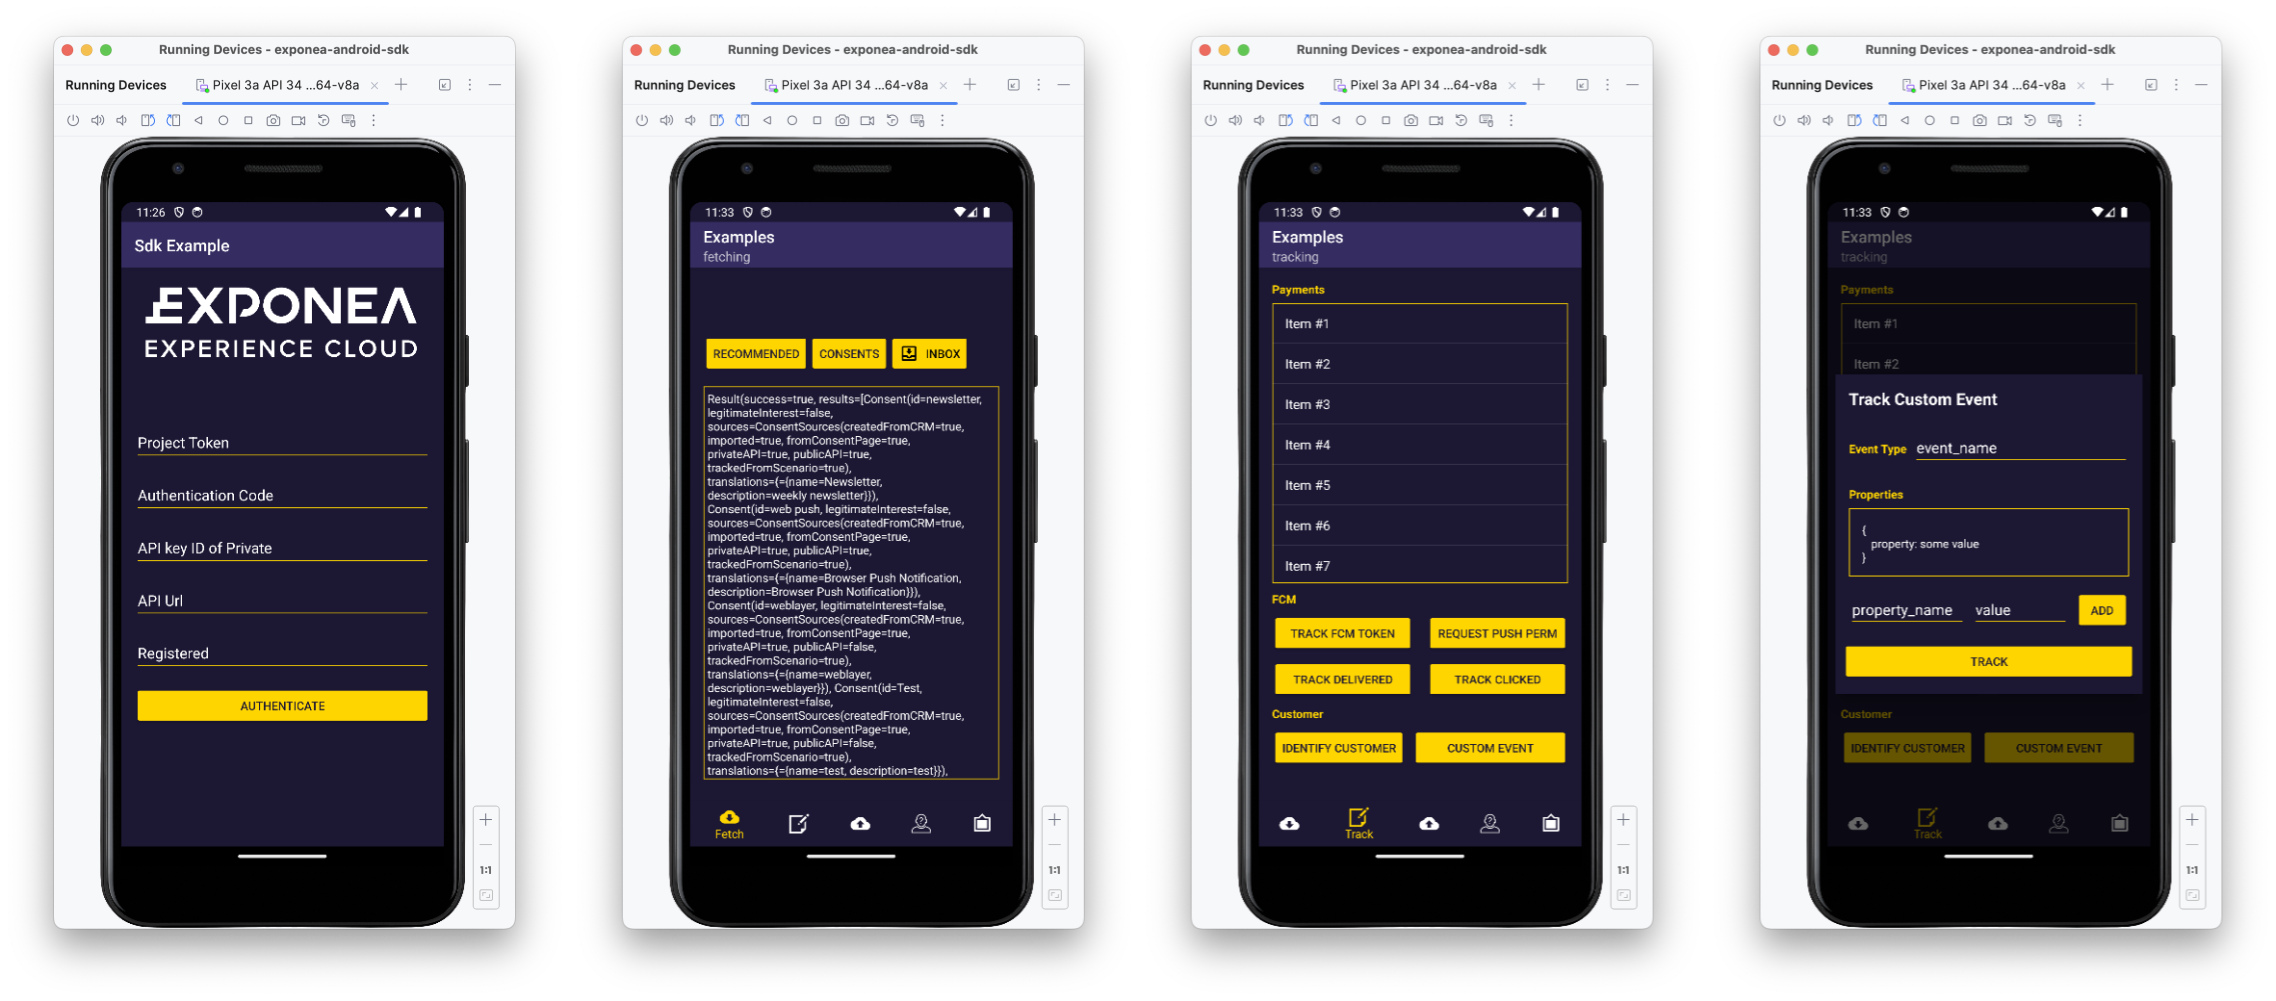 Running Devices - exponea-android-sdk
Running Devices
Pixel 3a API 34 ...64-v8a
11:26
Sdk Example
EXPONEA
EXPERIENCE CLOUD
Project Token
Authentication Code
API key ID of Private
API Url
Registered
AUTHENTICATE
1:1
Running Devices - exponea-android-sdk
Running Devices
Pixel 3a API 34 ...64-v8a
11:33
Examples
fetching
RECOMMENDED
CONSENTS
INBOX
Result(success=true, results=[Consent(id=newsletter,
legitimateInterest=false,
sources=ConsentSources(createdFromCRM=true,
imported=true, fromConsentPage=true,
privateAPI=true, publicAPI=true,
trackedFromScenario=true),
translations={={name=Newsletter,
description=weekly newsletter}}),
Consent(id=web push, legitimateInterest=false,
sources=ConsentSources(createdFromCRM=true,
imported=true, fromConsentPage=true,
privateAPI=true, publicAPI=true,
trackedFromScenario=true),
translations={={name=Browser Push Notification,
description=Browser Push Notification}}),
Consent(id=weblayer, legitimateInterest=false,
sources=ConsentSources(createdFromCRM=true,
imported=true, fromConsentPage=true,
privateAPI=true, publicAPI=false,
trackedFromScenario=true),
translations={={name=weblayer,
description=weblayer}}), Consent(id=Test,
legitimateInterest=false,
sources=ConsentSources(createdFromCRM=true,
imported=true, fromConsentPage=true,
privateAPI=true, publicAPI=false,
trackedFromScenario=true),
translations={={name=test, description=test}}),
Fetch
1:1
Running Devices - exponea-android-sdk
Running Devices
Pixel 3a API 34 ...64-v8a
11:33
Examples
tracking
Payments
Item #1
Item #2
Item #3
Item #4
Item #5
Item #6
Item #7
FCM
TRACK FCM TOKEN
REQUEST PUSH PERM
TRACK DELIVERED
TRACK CLICKED
Customer
IDENTIFY CUSTOMER
CUSTOM EVENT
Track
1:1
Running Devices - exponea-android-sdk
Running Devices
Pixel 3a API 34 ...64-v8a
11:33
Examples
tracking
Payments
Item #1
Item #2
Track Custom Event
Event Type
event_name
Properties
{
property: some value
}
property_name
value
ADD
TRACK
Customer
IDENTIFY CUSTOMER
CUSTOM EVENT
Track
1:1